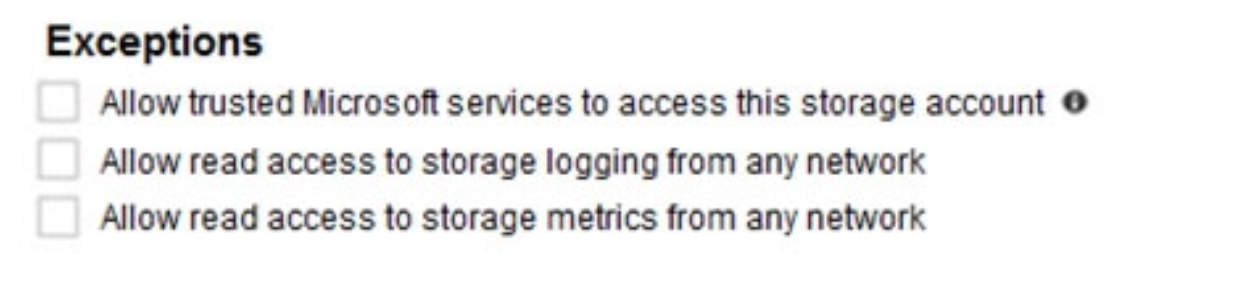 Exceptions
Allow trusted Microsoft services to access this storage account
Allow read access to storage logging from any network
Allow read access to storage metrics from any network